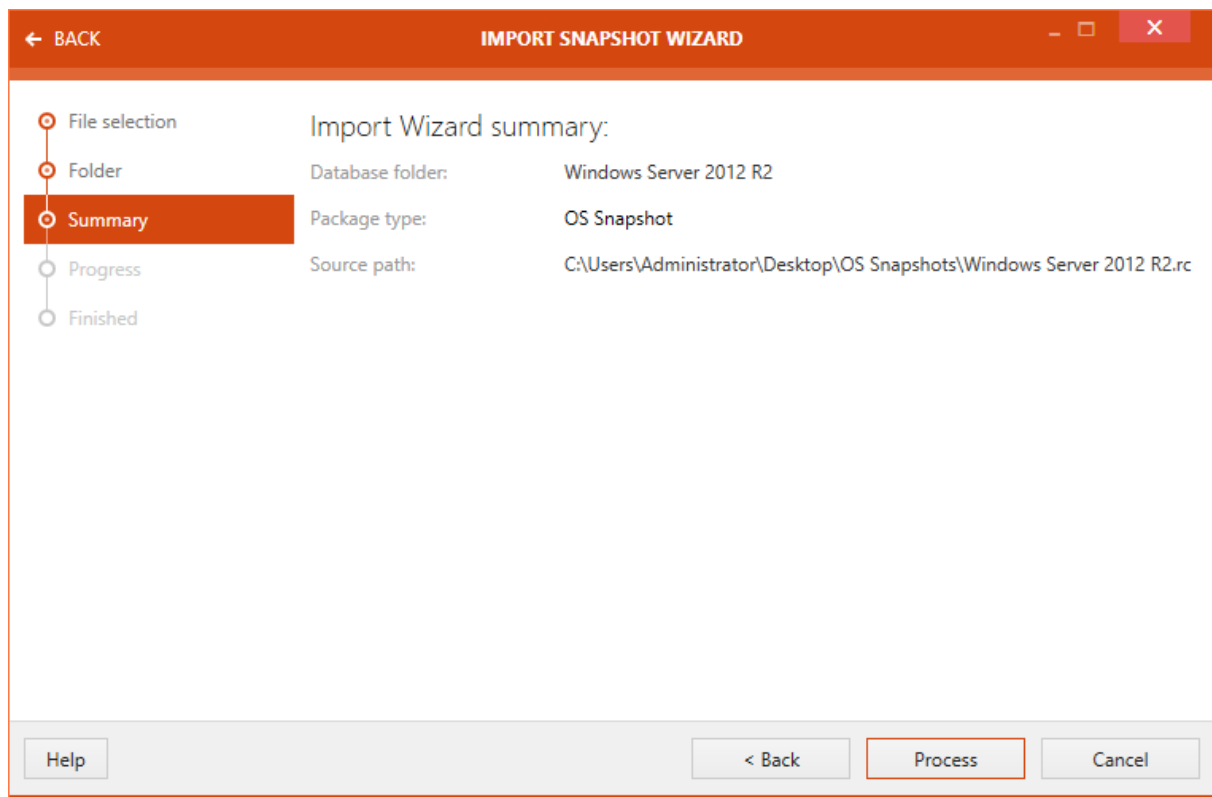 BACK
IMPORT SNAPSHOT WIZARD
File selection
Folder
Summary
Progress
Finished
Import Wizard summary:
Database folder: Windows Server 2012 R2
Package type: OS Snapshot
Source path: C:\Users\Administrator\Desktop\OS Snapshots\Windows Server 2012 R2.rc
Help
< Back
Process
Cancel